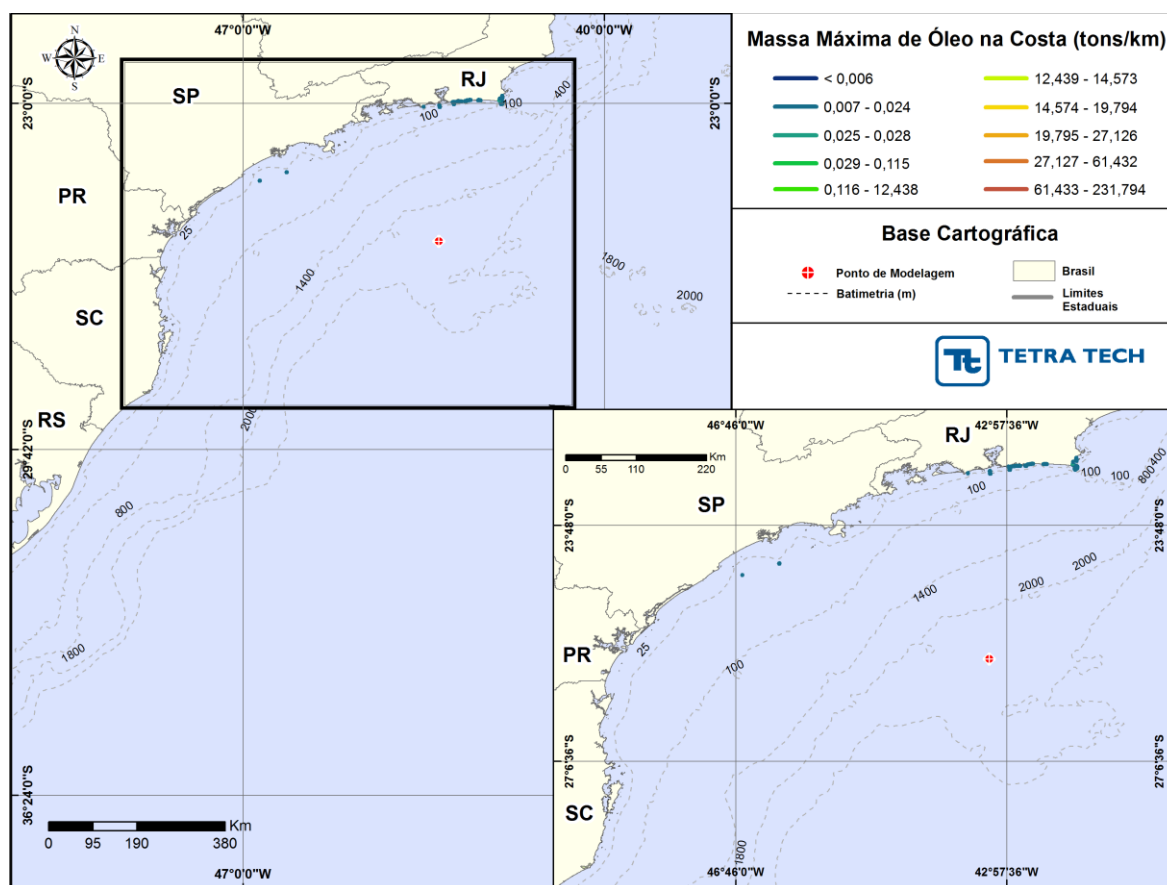 47°0'0"W
40°0'0"W
N
W
E
S
SP
RJ
400
100
100
23°0'0"S
23°0'0"S
PR
25
1400
1800
2000
SC
RS
2000
29°42'0"S
29°42'0"S
800
1800
36°24'0"S
Km
0 95 190 380
47°0'0"W
Massa Máxima de Óleo na Costa (tons/km)
< 0,006
12,439 - 14,573
0,007 - 0,024
14,574 - 19,794
0,025 - 0,028
19,795 - 27,126
0,029 - 0,115
27,127 - 61,432
0,116 - 12,438
61,433 - 231,794
Base Cartográfica
Ponto de Modelagem
Brasil
Batimetria (m)
Limites
Estaduais
Tt TETRA TECH
46°46'0"W
42°57'36"W
RJ
Km
0 55 110 220
400
800
100
100
100
SP
23°48'0"S
23°48'0"S
2000
2000
1400
100
25
PR
27°6'36"S
27°6'36"S
SC
1800
46°46'0"W
42°57'36"W